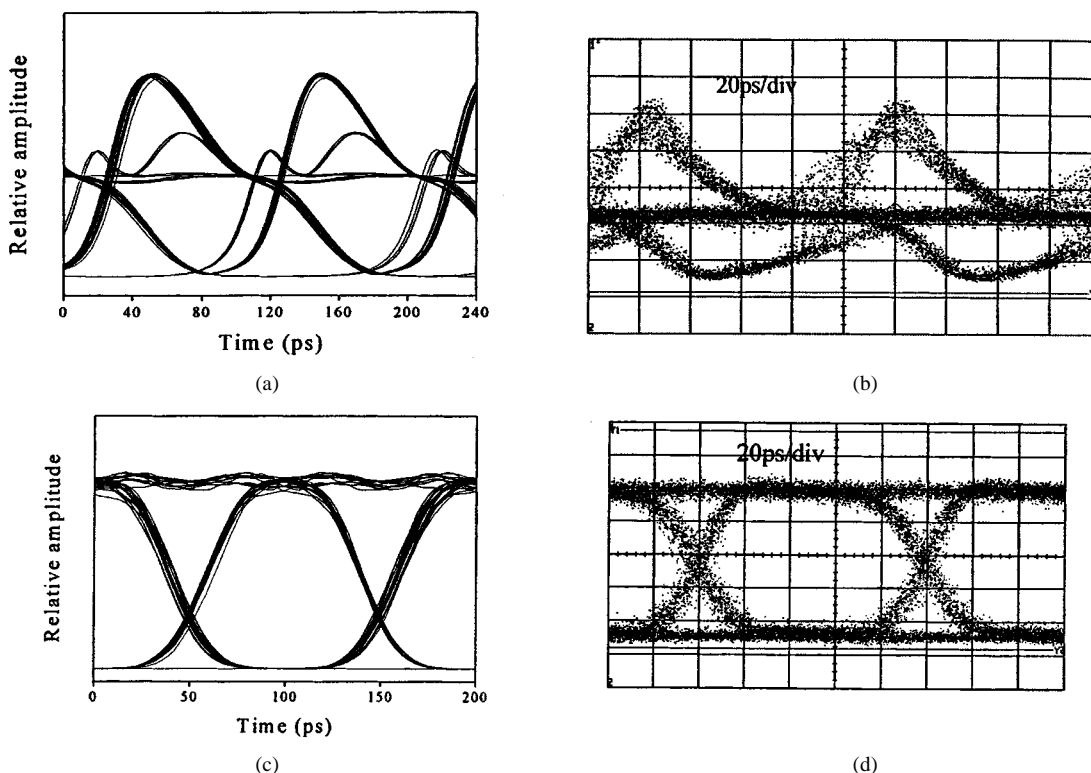 Relative amplitude
0 40 80 120 160 200 240
Time (ps)
(a)
20ps/div
(b)
Relative amplitude
0 50 100 150 200
Time (ps)
(c)
20ps/div
(d)